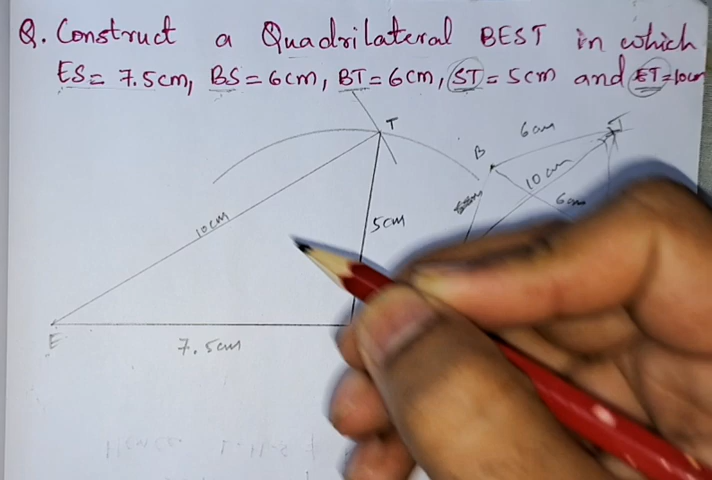 Q. Construct a Quadrilateral BEST in which
ES = 7.5cm, BS = 6cm, BT = 6cm, ST = 5cm and ET = 10cm
T
6cm
B
10cm
6cm
10cm
5cm
E
7.5cm